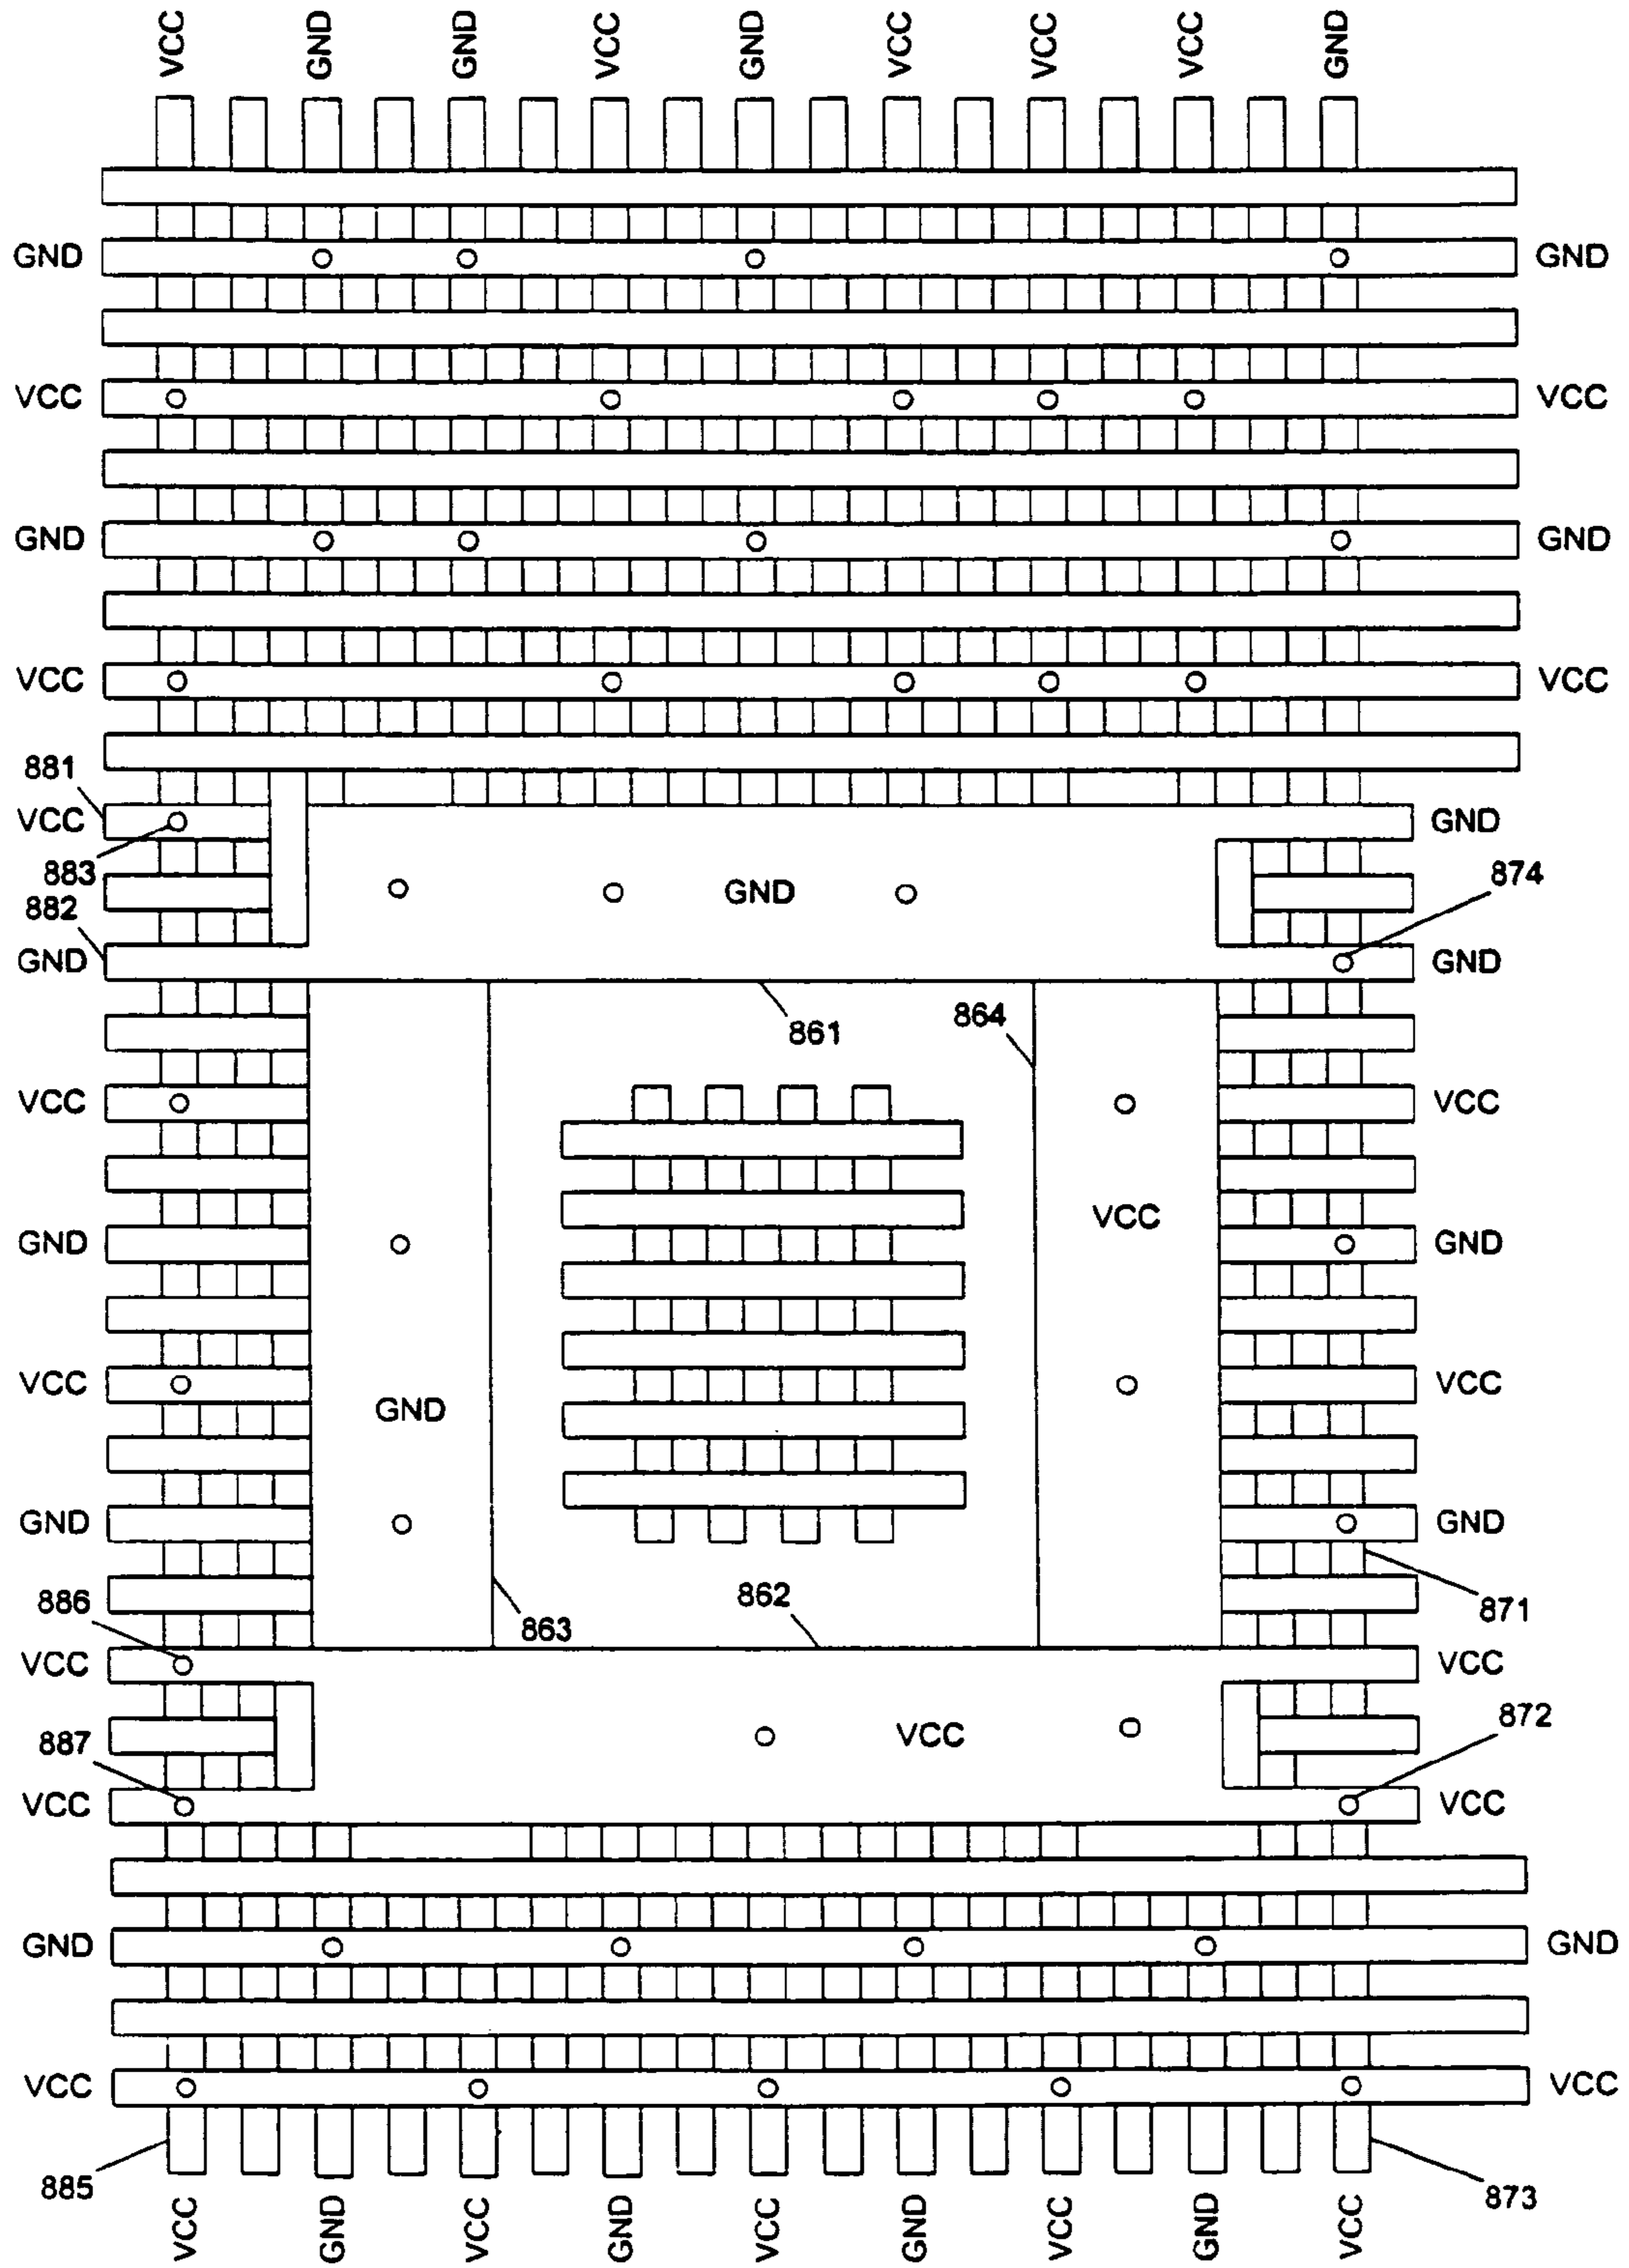 VCC GND GND VCC GND VCC VCC VCC GND
GND GND
VCC VCC
GND GND
VCC VCC
881
VCC GND
883
GND 874
882
GND GND
861 864
VCC VCC
VCC
GND GND
VCC VCC
GND
GND GND
886 862 871
863
VCC VCC
VCC 872
887
VCC VCC
GND GND
VCC VCC
885 873
VCC GND VCC GND VCC GND VCC GND VCC